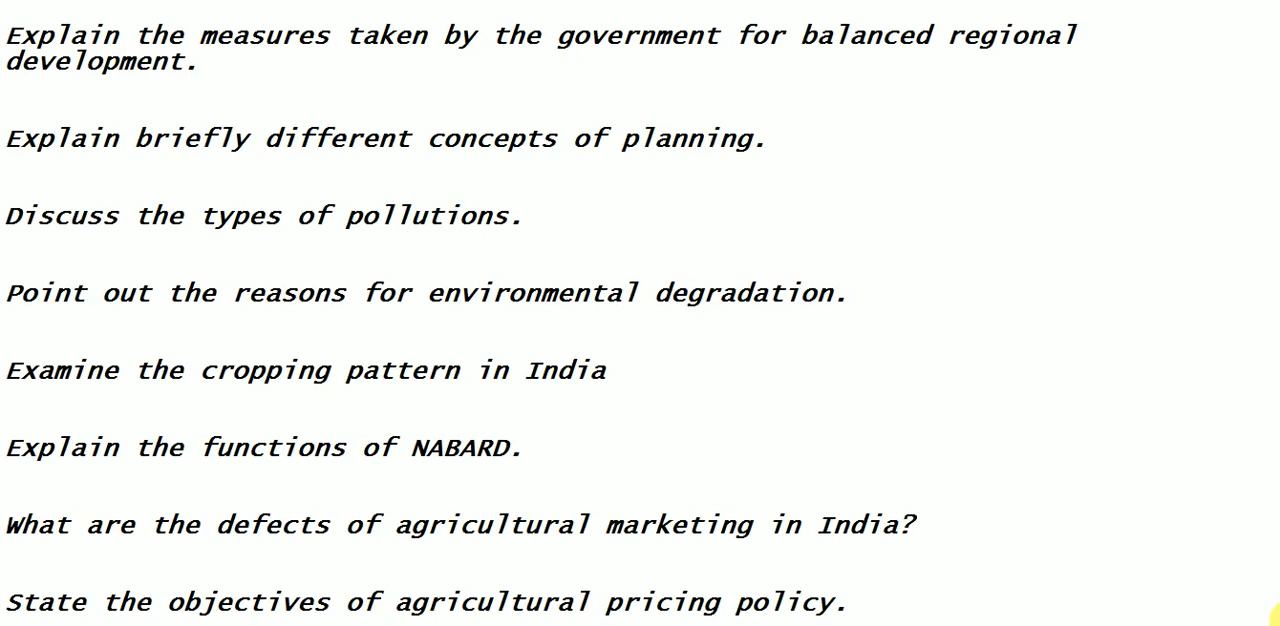 Explain the measures taken by the government for balanced regional
development.
Explain briefly different concepts of planning.
Discuss the types of pollutions.
Point out the reasons for environmental degradation.
Examine the cropping pattern in India
Explain the functions of NABARD.
What are the defects of agricultural marketing in India?
State the objectives of agricultural pricing policy.